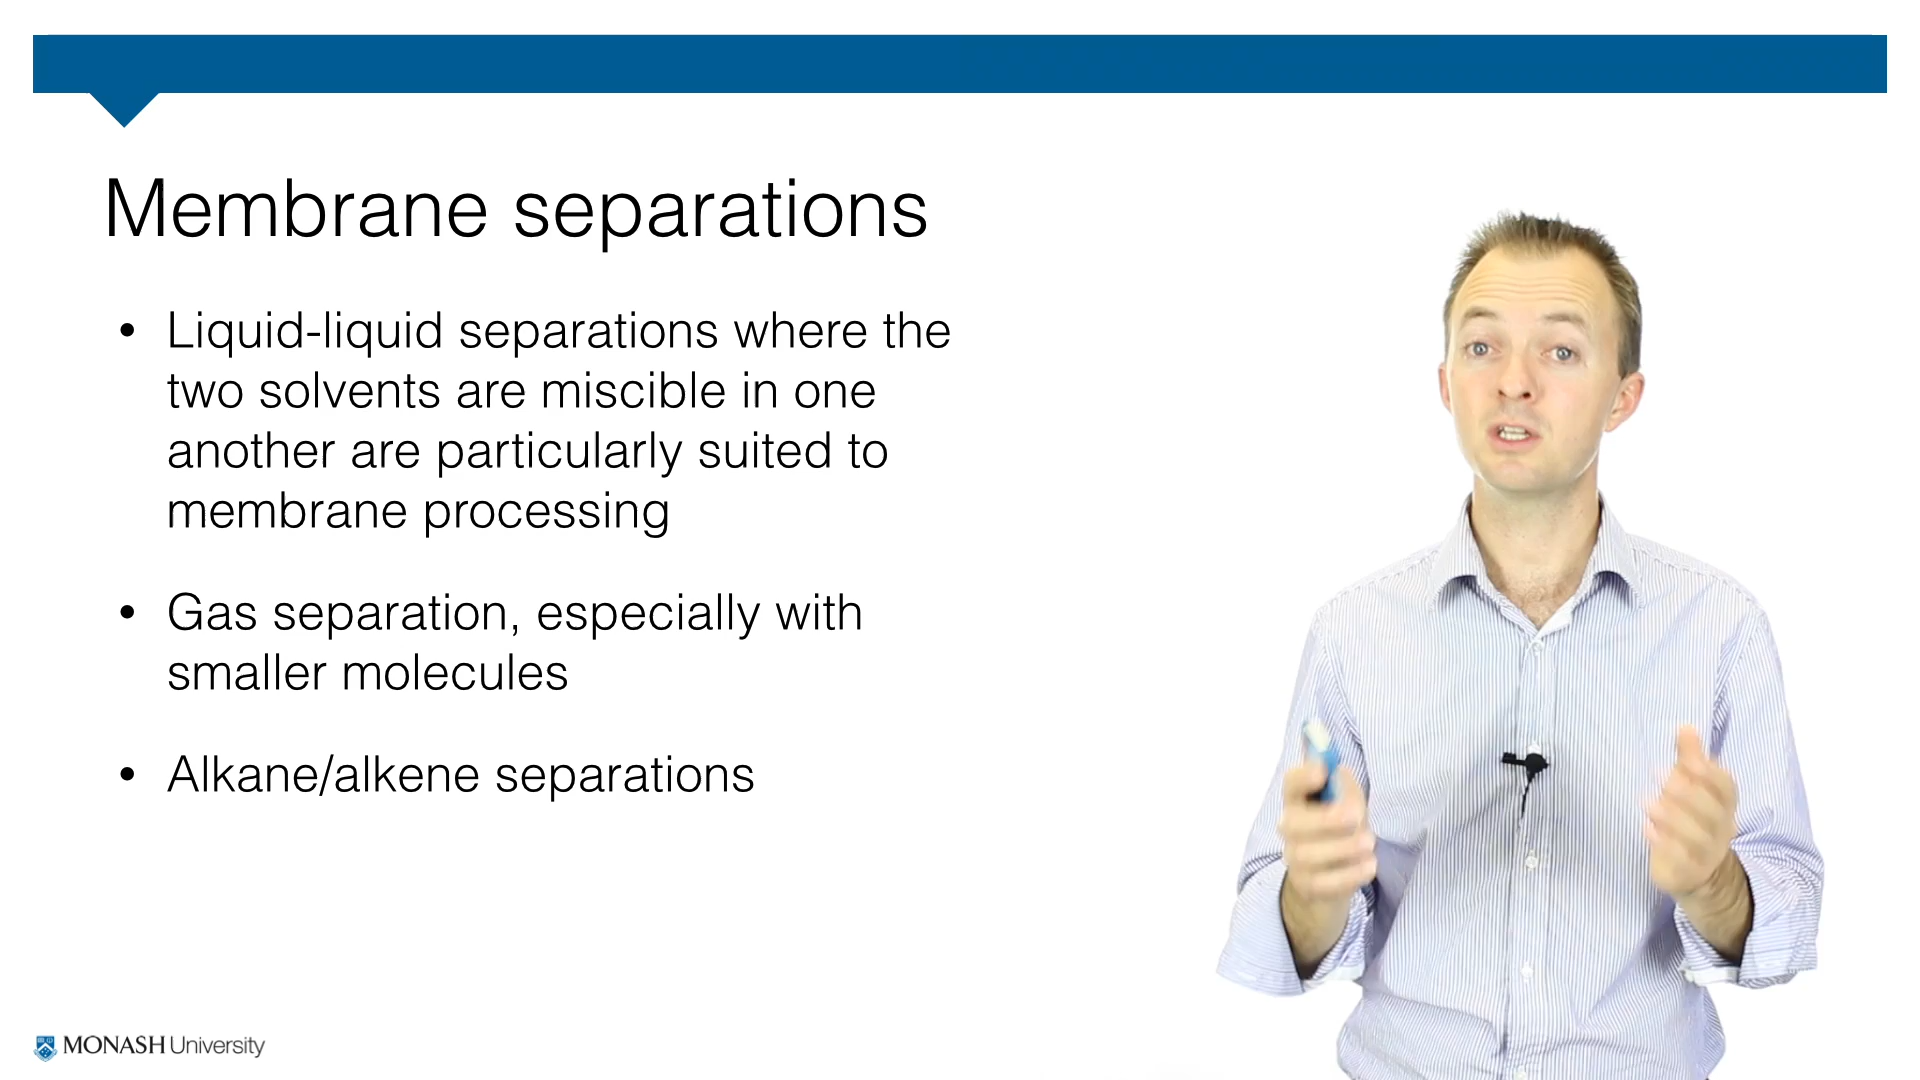 Membrane separations
• Liquid-liquid separations where the
two solvents are miscible in one
another are particularly suited to
membrane processing
• Gas separation, especially with
smaller molecules
• Alkane/alkene separations
MONASH University